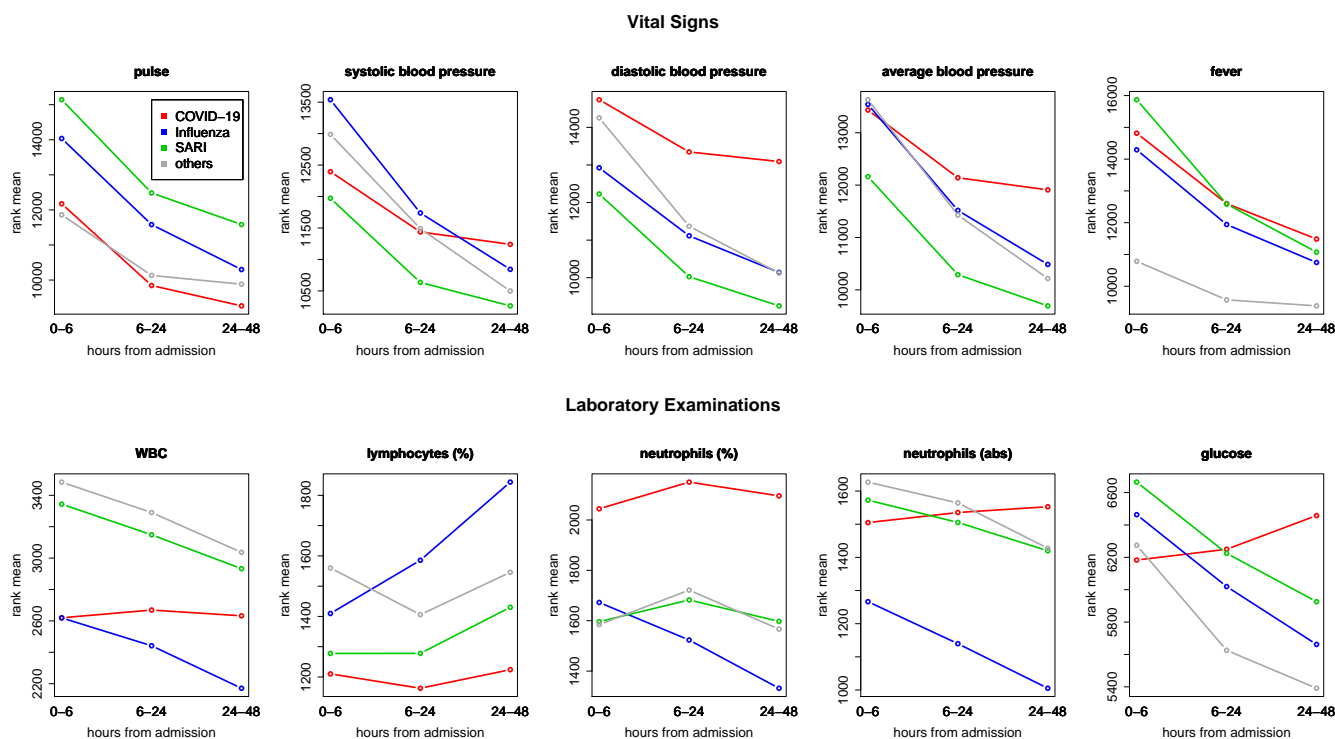 Vital Signs
pulse
systolic blood pressure
diastolic blood pressure
average blood pressure
fever
COVID−19
Influenza
SARI
others
rank mean
10000 12000 14000
0−6 6−24 24−48
hours from admission
rank mean
10500 11500 12500 13500
0−6 6−24 24−48
hours from admission
rank mean
10000 12000 14000
0−6 6−24 24−48
hours from admission
rank mean
10000 11000 12000 13000
0−6 6−24 24−48
hours from admission
rank mean
10000 12000 14000 16000
0−6 6−24 24−48
hours from admission
Laboratory Examinations
WBC
lymphocytes (%)
neutrophils (%)
neutrophils (abs)
glucose
rank mean
2200 2600 3000 3400
0−6 6−24 24−48
hours from admission
rank mean
1200 1400 1600 1800
0−6 6−24 24−48
hours from admission
rank mean
1400 1600 1800 2000
0−6 6−24 24−48
hours from admission
rank mean
1000 1200 1400 1600
0−6 6−24 24−48
hours from admission
rank mean
5400 5800 6200 6600
0−6 6−24 24−48
hours from admission